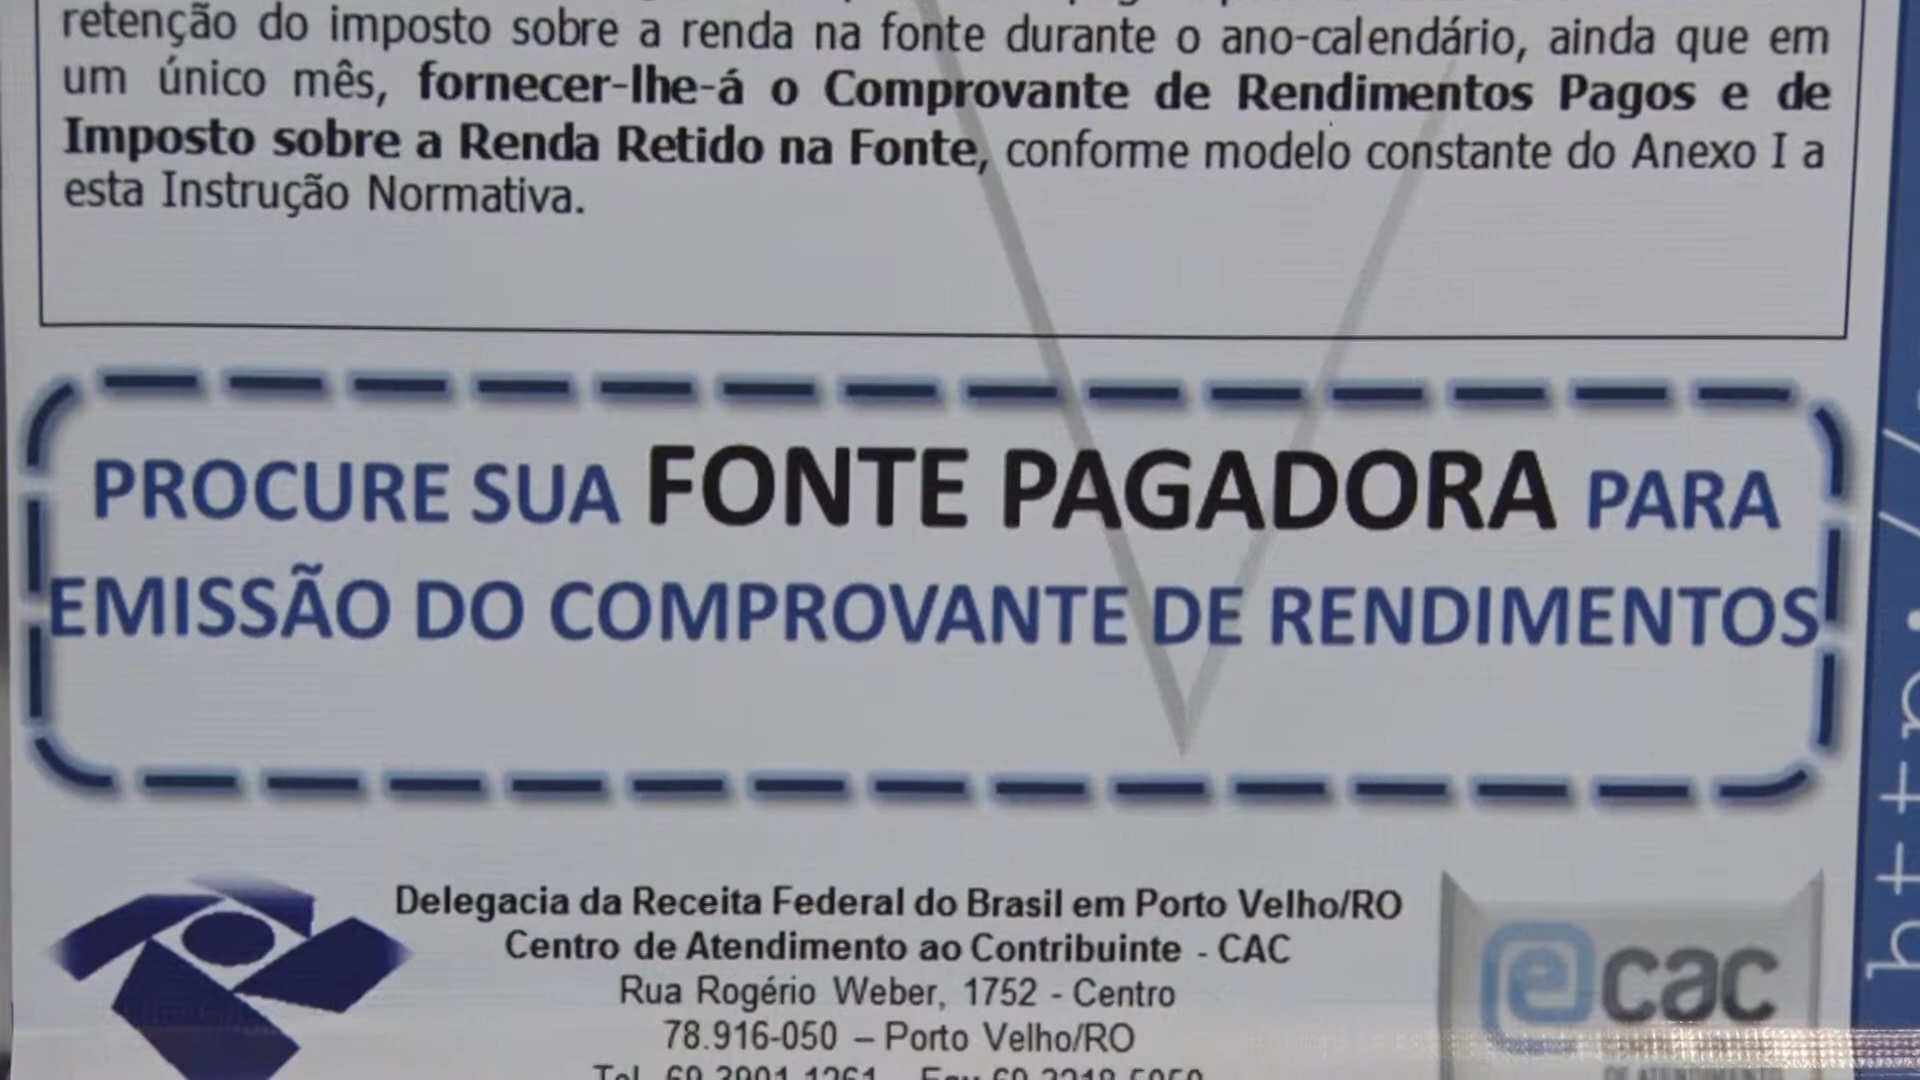 retenção do imposto sobre a renda na fonte durante o ano-calendário, ainda que em
um único mês, fornecer-lhe-á o Comprovante de Rendimentos Pagos e de
Imposto sobre a Renda Retido na Fonte, conforme modelo constante do Anexo I a
esta Instrução Normativa.
PROCURE SUA FONTE PAGADORA PARA
EMISSÃO DO COMPROVANTE DE RENDIMENTOS
Delegacia da Receita Federal do Brasil em Porto Velho/RO
Centro de Atendimento ao Contribuinte - CAC
Rua Rogério Weber, 1752 - Centro
78.916-050 – Porto Velho/RO
Tel
ecac
http://